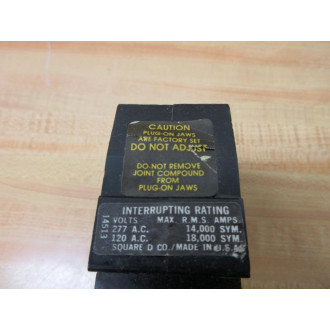 CAUTION
PLUG-ON JAWS
ARE FACTORY SET
DO NOT ADJUST
DO NOT REMOVE
JOINT COMPOUND
FROM
PLUG-ON JAWS
INTERRUPTING RATING
VOLTS MAX. R.M.S. AMPS.
277 A.C. 14,000 SYM.
120 A.C. 18,000 SYM.
SQUARE D CO./MADE IN U.S.A.
14513